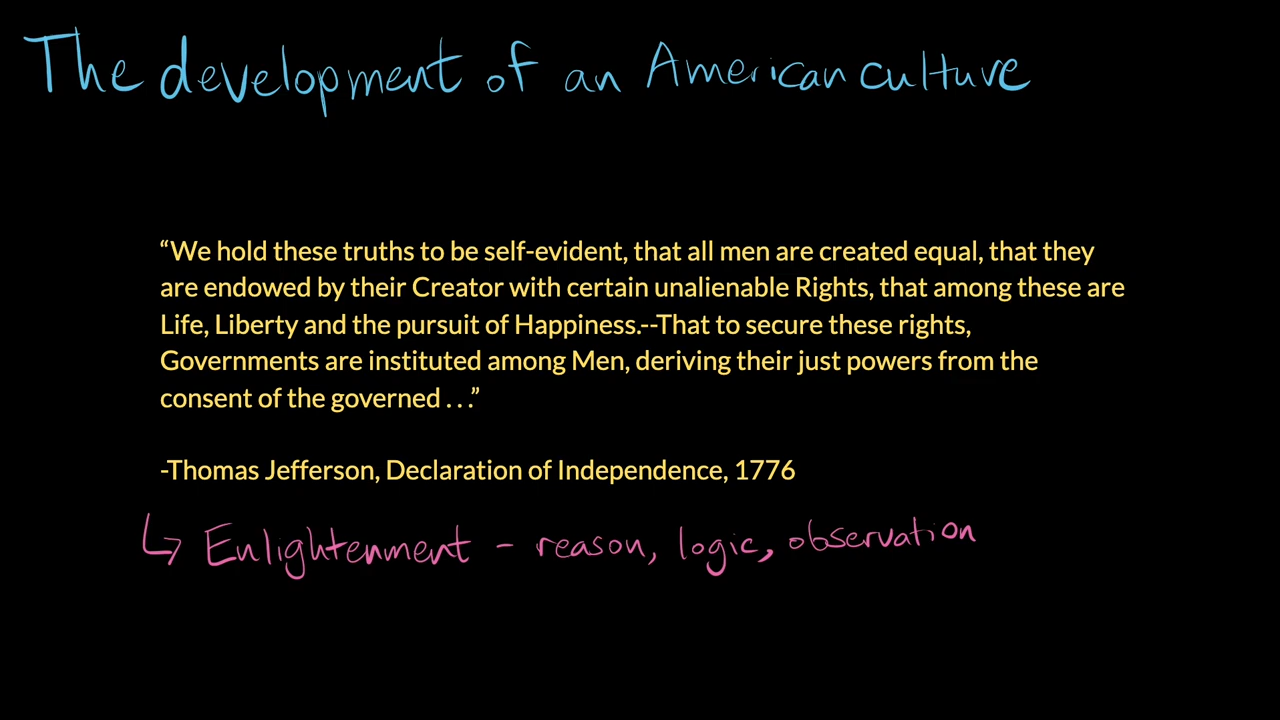 The development of an American culture
“We hold these truths to be self-evident, that all men are created equal, that they
are endowed by their Creator with certain unalienable Rights, that among these are
Life, Liberty and the pursuit of Happiness.--That to secure these rights,
Governments are instituted among Men, deriving their just powers from the
consent of the governed . . .”
-Thomas Jefferson, Declaration of Independence, 1776
↳ Enlightenment - reason, logic, observation